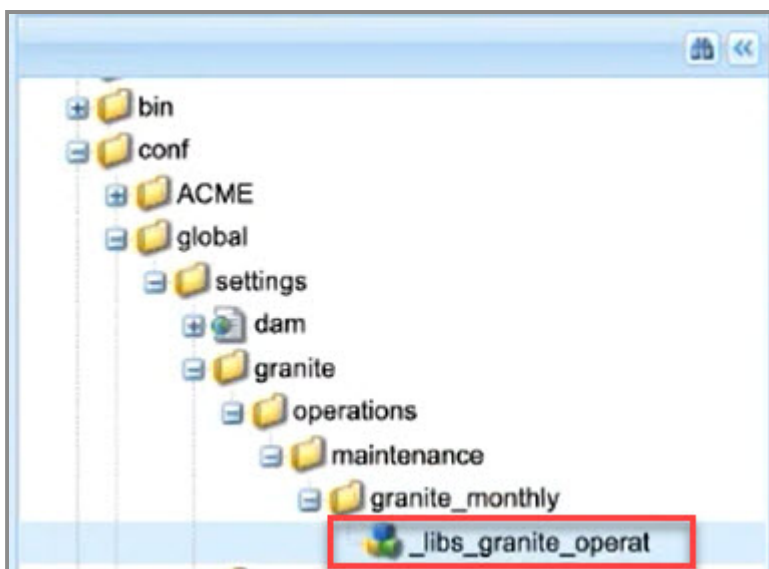 bin
conf
ACME
global
settings
dam
granite
operations
maintenance
granite_monthly
_libs_granite_operat